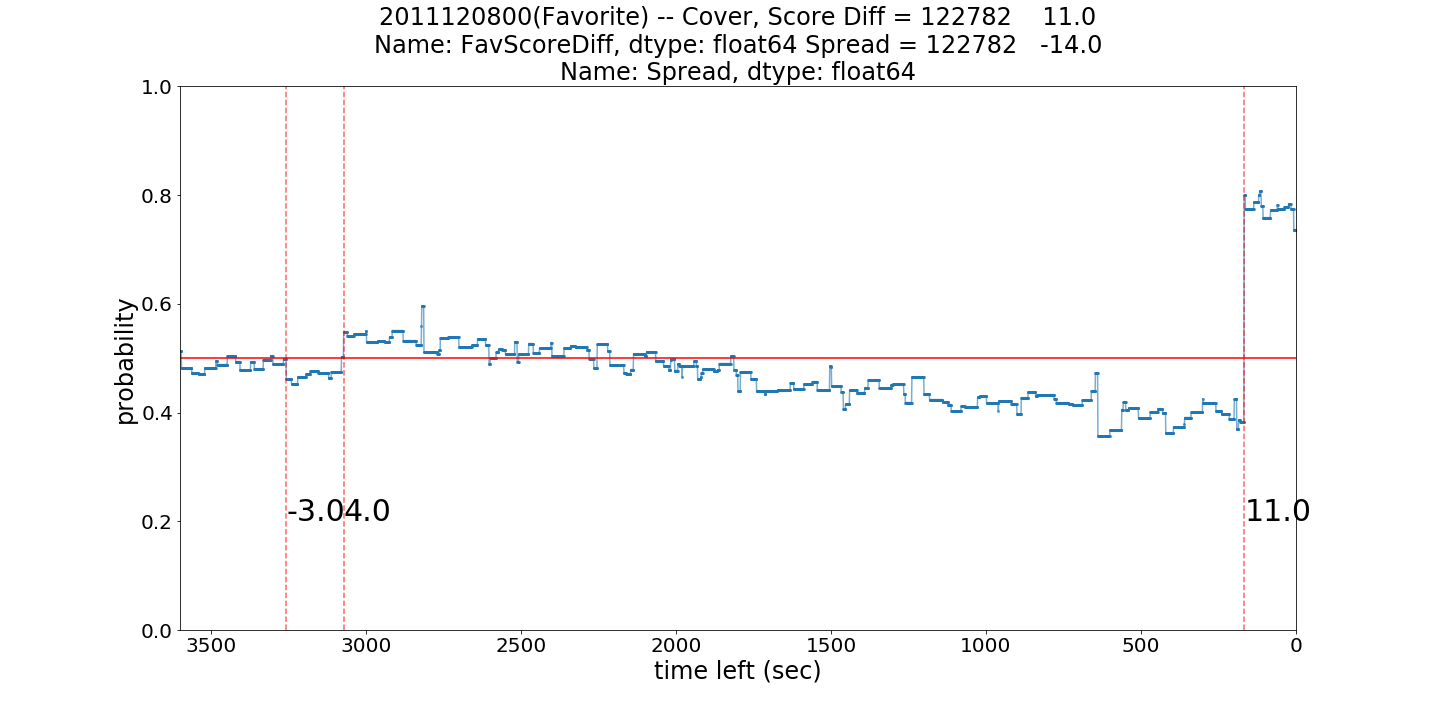 2011120800(Favorite) -- Cover, Score Diff = 122782    11.0
Name: FavScoreDiff, dtype: float64 Spread = 122782   -14.0
Name: Spread, dtype: float64
1.0
0.8
0.6
0.4
0.2
0.0
probability
-3.0 4.0
11.0
3500 3000 2500 2000 1500 1000 500 0
time left (sec)